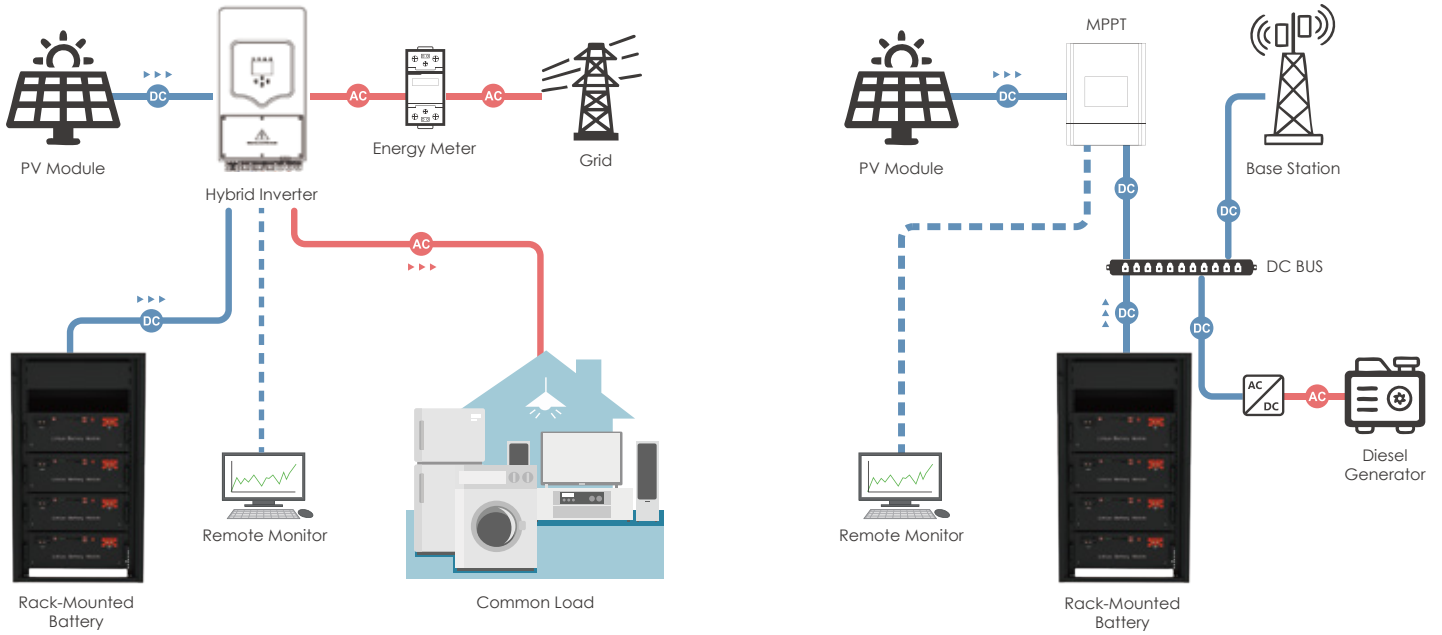 DC
PV Module
Hybrid Inverter
AC
Energy Meter
AC
Grid
DC
AC
Rack-Mounted
Battery
Remote Monitor
Common Load
MPPT
PV Module
DC
Base Station
DC
DC
DC BUS
DC
DC
AC
DC
AC
Diesel
Generator
Remote Monitor
Rack-Mounted
Battery